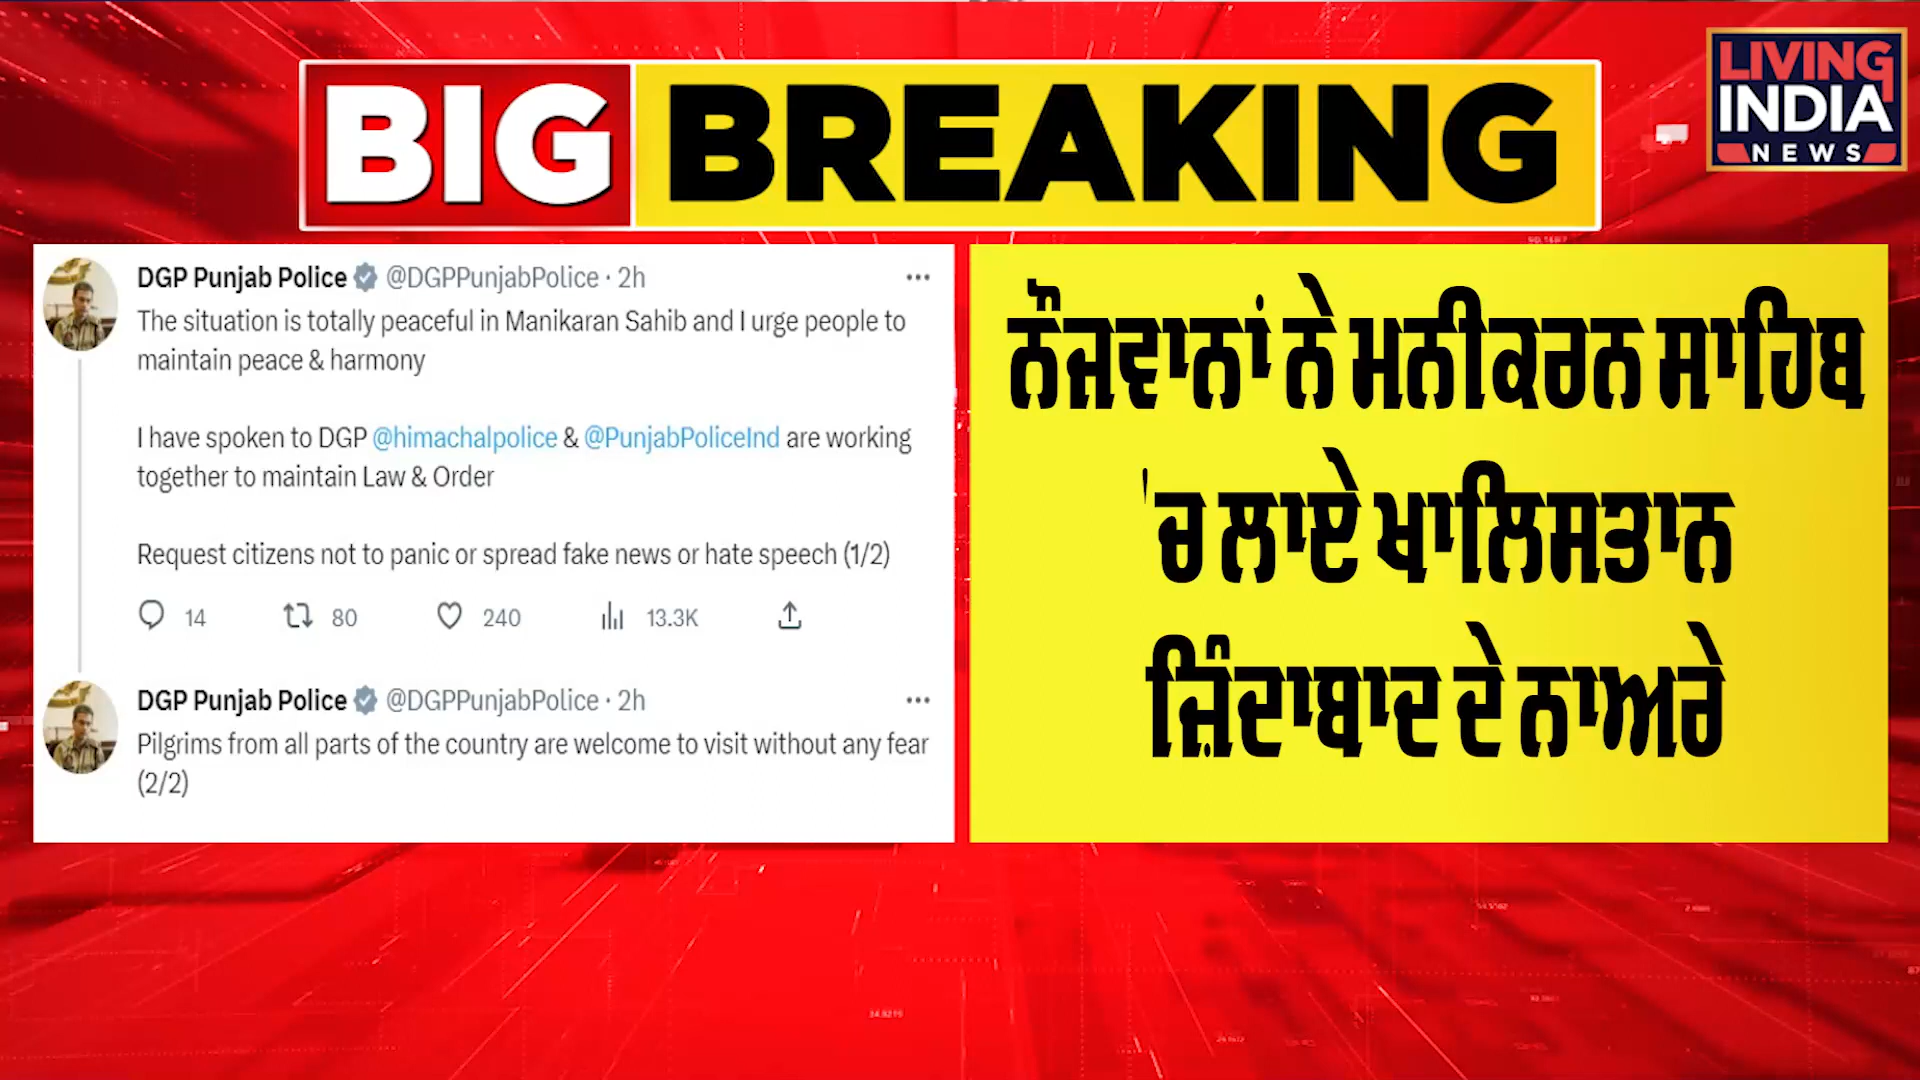 BIG BREAKING
LIVING
INDIA
NEWS
DGP Punjab Police @DGPPunjabPolice · 2h
The situation is totally peaceful in Manikaran Sahib and I urge people to
maintain peace & harmony
I have spoken to DGP @himachalpolice & @PunjabPoliceInd are working
together to maintain Law & Order
Request citizens not to panic or spread fake news or hate speech (1/2)
14 80 240 13.3K
DGP Punjab Police @DGPPunjabPolice · 2h
Pilgrims from all parts of the country are welcome to visit without any fear
(2/2)
ਨੌਜਵਾਨਾਂ ਨੇ ਮਨੀਕਰਨ ਸਾਹਿਬ
'ਚ ਲਾਏ ਖਾਲਿਸਤਾਨ
ਜ਼ਿੰਦਾਬਾਦ ਦੇ ਨਾਅਰੇ